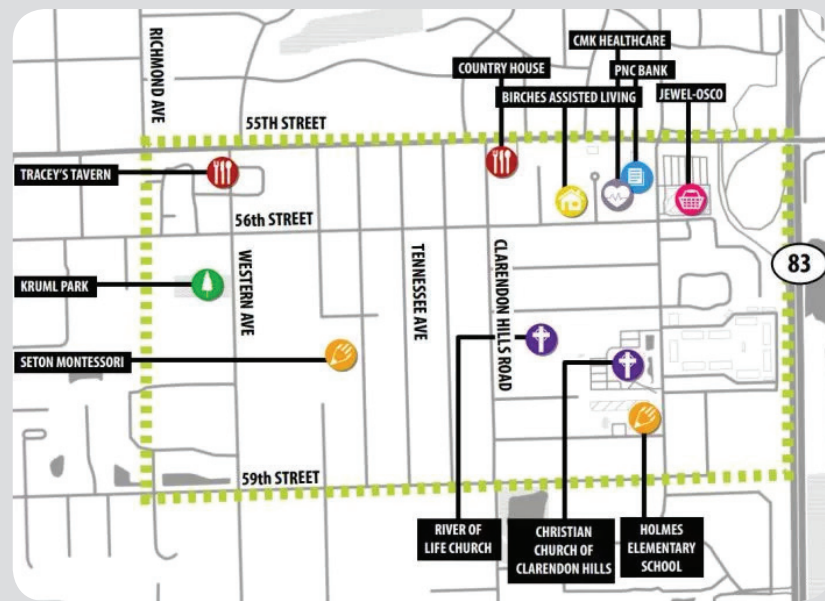 RICHMOND AVE
CMK HEALTHCARE
COUNTRY HOUSE
PNC BANK
BIRCHES ASSISTED LIVING
JEWEL-OSCO
55TH STREET
TRACEY'S TAVERN
56th STREET
WESTERN AVE
TENNESSEE AVE
CLARENDON HILLS ROAD
83
KRUML PARK
SETON MONTESSORI
59th STREET
RIVER OF
LIFE CHURCH
CHRISTIAN
CHURCH OF
CLARENDON HILLS
HOLMES
ELEMENTARY
SCHOOL